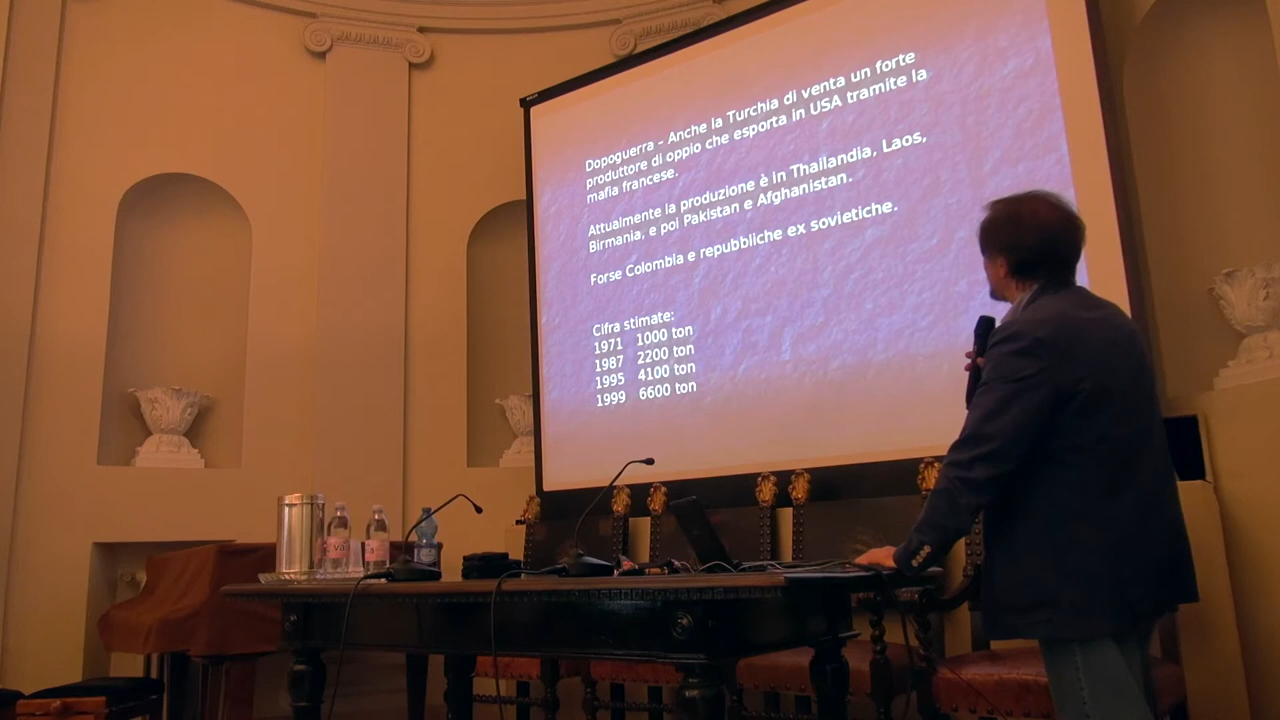 Dopoguerra – Anche la Turchia di venta un forte
produttore di oppio che esporta in USA tramite la
mafia francese.
Attualmente la produzione è in Thailandia, Laos,
Birmania, e poi Pakistan e Afghanistan.
Forse Colombia e repubbliche ex sovietiche.
Cifra stimate:
1971 1000 ton
1987 2200 ton
1995 4100 ton
1999 6600 ton